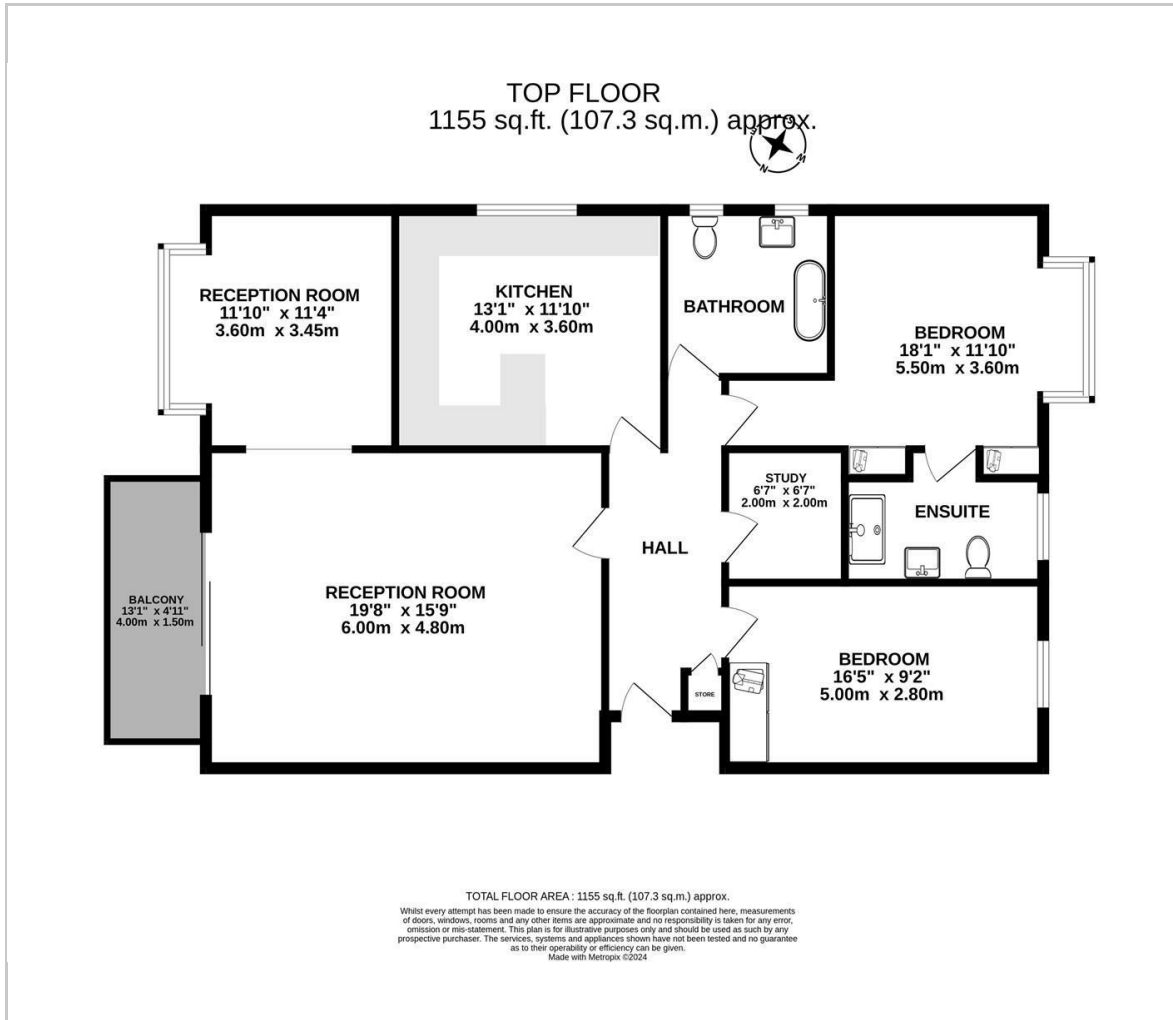 TOP FLOOR
1155 sq.ft. (107.3 sq.m.) approx.
S
E
W
N
RECEPTION ROOM
11'10" x 11'4"
3.60m x 3.45m
KITCHEN
13'1" x 11'10"
4.00m x 3.60m
BATHROOM
BEDROOM
18'1" x 11'10"
5.50m x 3.60m
STUDY
6'7" x 6'7"
2.00m x 2.00m
ENSUITE
HALL
BALCONY
13'1" x 4'11"
4.00m x 1.50m
RECEPTION ROOM
19'8" x 15'9"
6.00m x 4.80m
BEDROOM
16'5" x 9'2"
5.00m x 2.80m
STORE
TOTAL FLOOR AREA : 1155 sq.ft. (107.3 sq.m.) approx.
Whilst every attempt has been made to ensure the accuracy of the floorplan contained here, measurements
of doors, windows, rooms and any other items are approximate and no responsibility is taken for any error,
omission or mis-statement. This plan is for illustrative purposes only and should be used as such by any
prospective purchaser. The services, systems and appliances shown have not been tested and no guarantee
as to their operability or efficiency can be given.
Made with Metropix ©2024